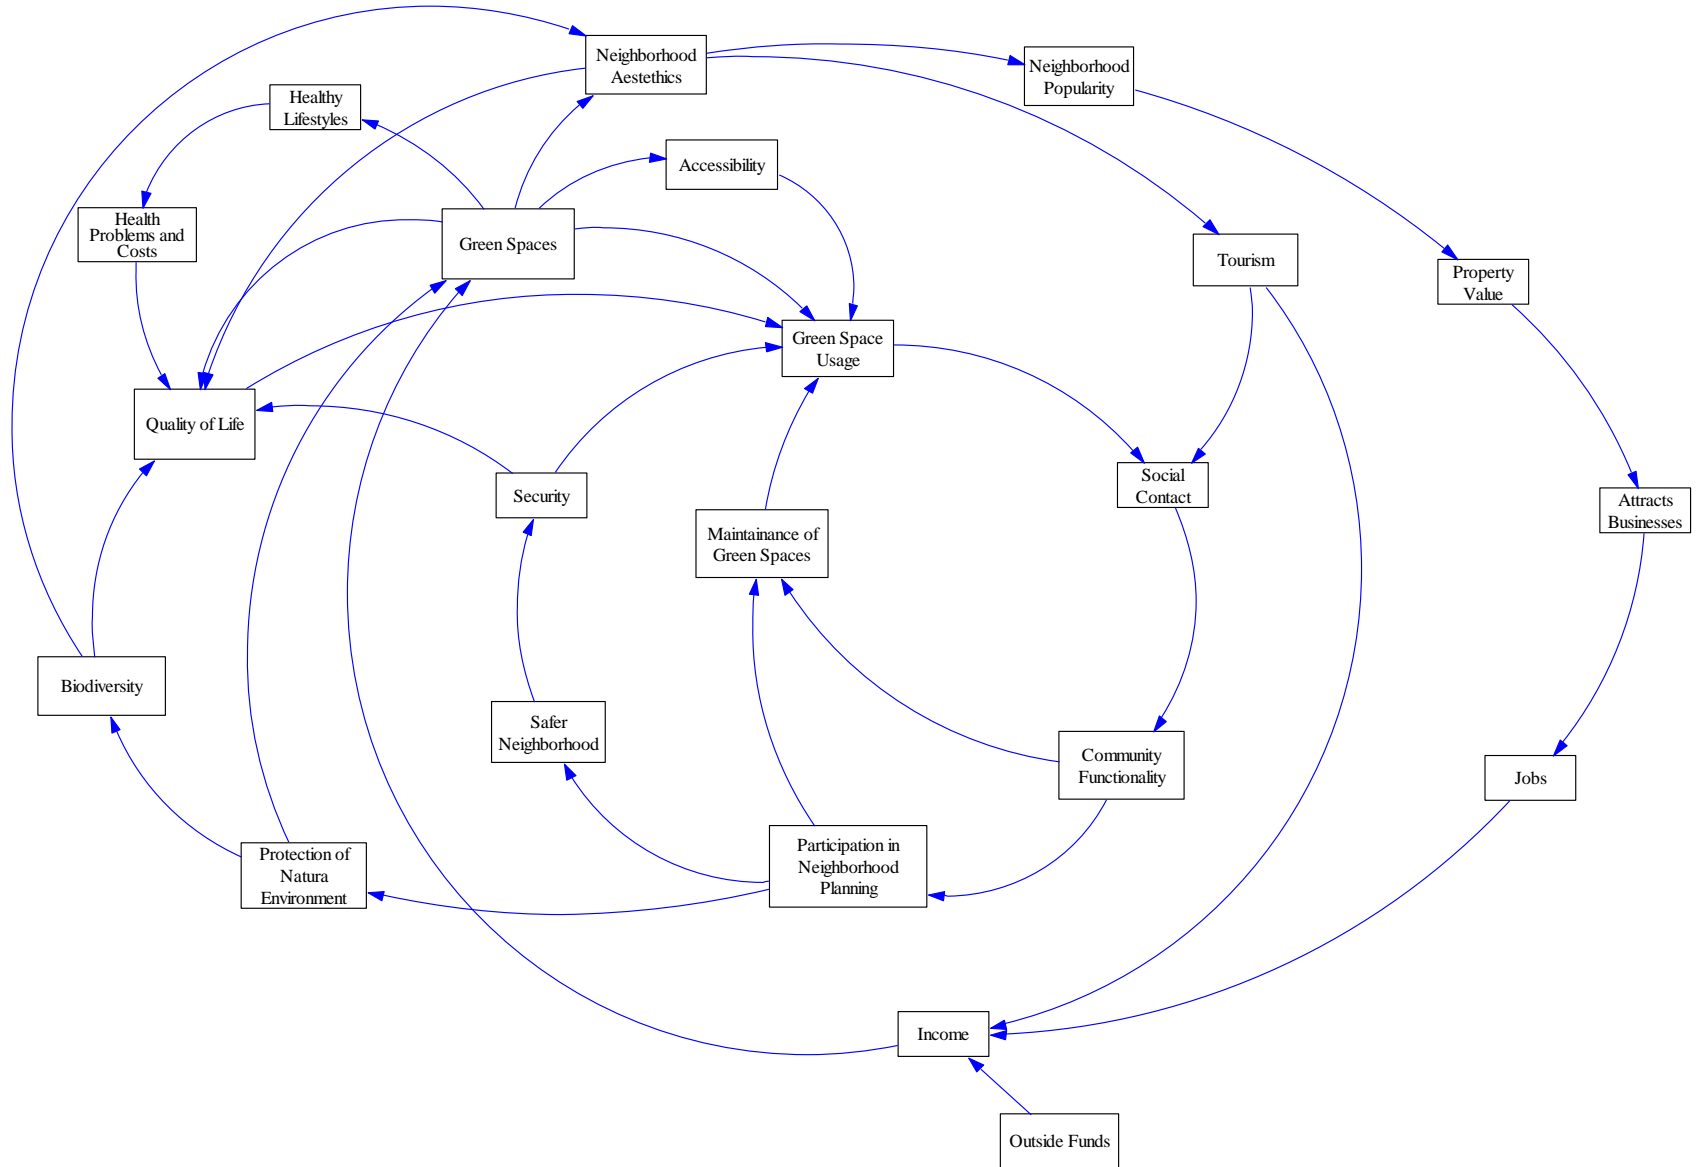 Neighborhood
Aestethics
Neighborhood
Popularity
Healthy
Lifestyles
Accessibility
Health
Problems and
Costs
Green Spaces
Tourism
Property
Value
Green Space
Usage
Quality of Life
Security
Social
Contact
Attracts
Businesses
Maintainance of
Green Spaces
Biodiversity
Safer
Neighborhood
Community
Functionality
Jobs
Protection of
Natura
Environment
Participation in
Neighborhood
Planning
Income
Outside Funds